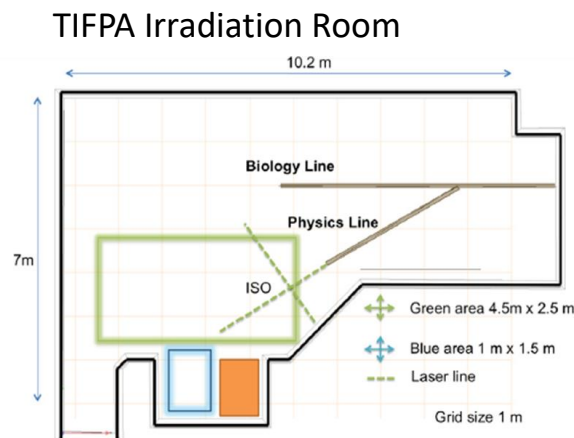 TIFPA Irradiation Room
10.2 m
Biology Line
Physics Line
7m
ISO
Green area 4.5m x 2.5 m
Blue area 1 m x 1.5 m
Laser line
Grid size 1 m